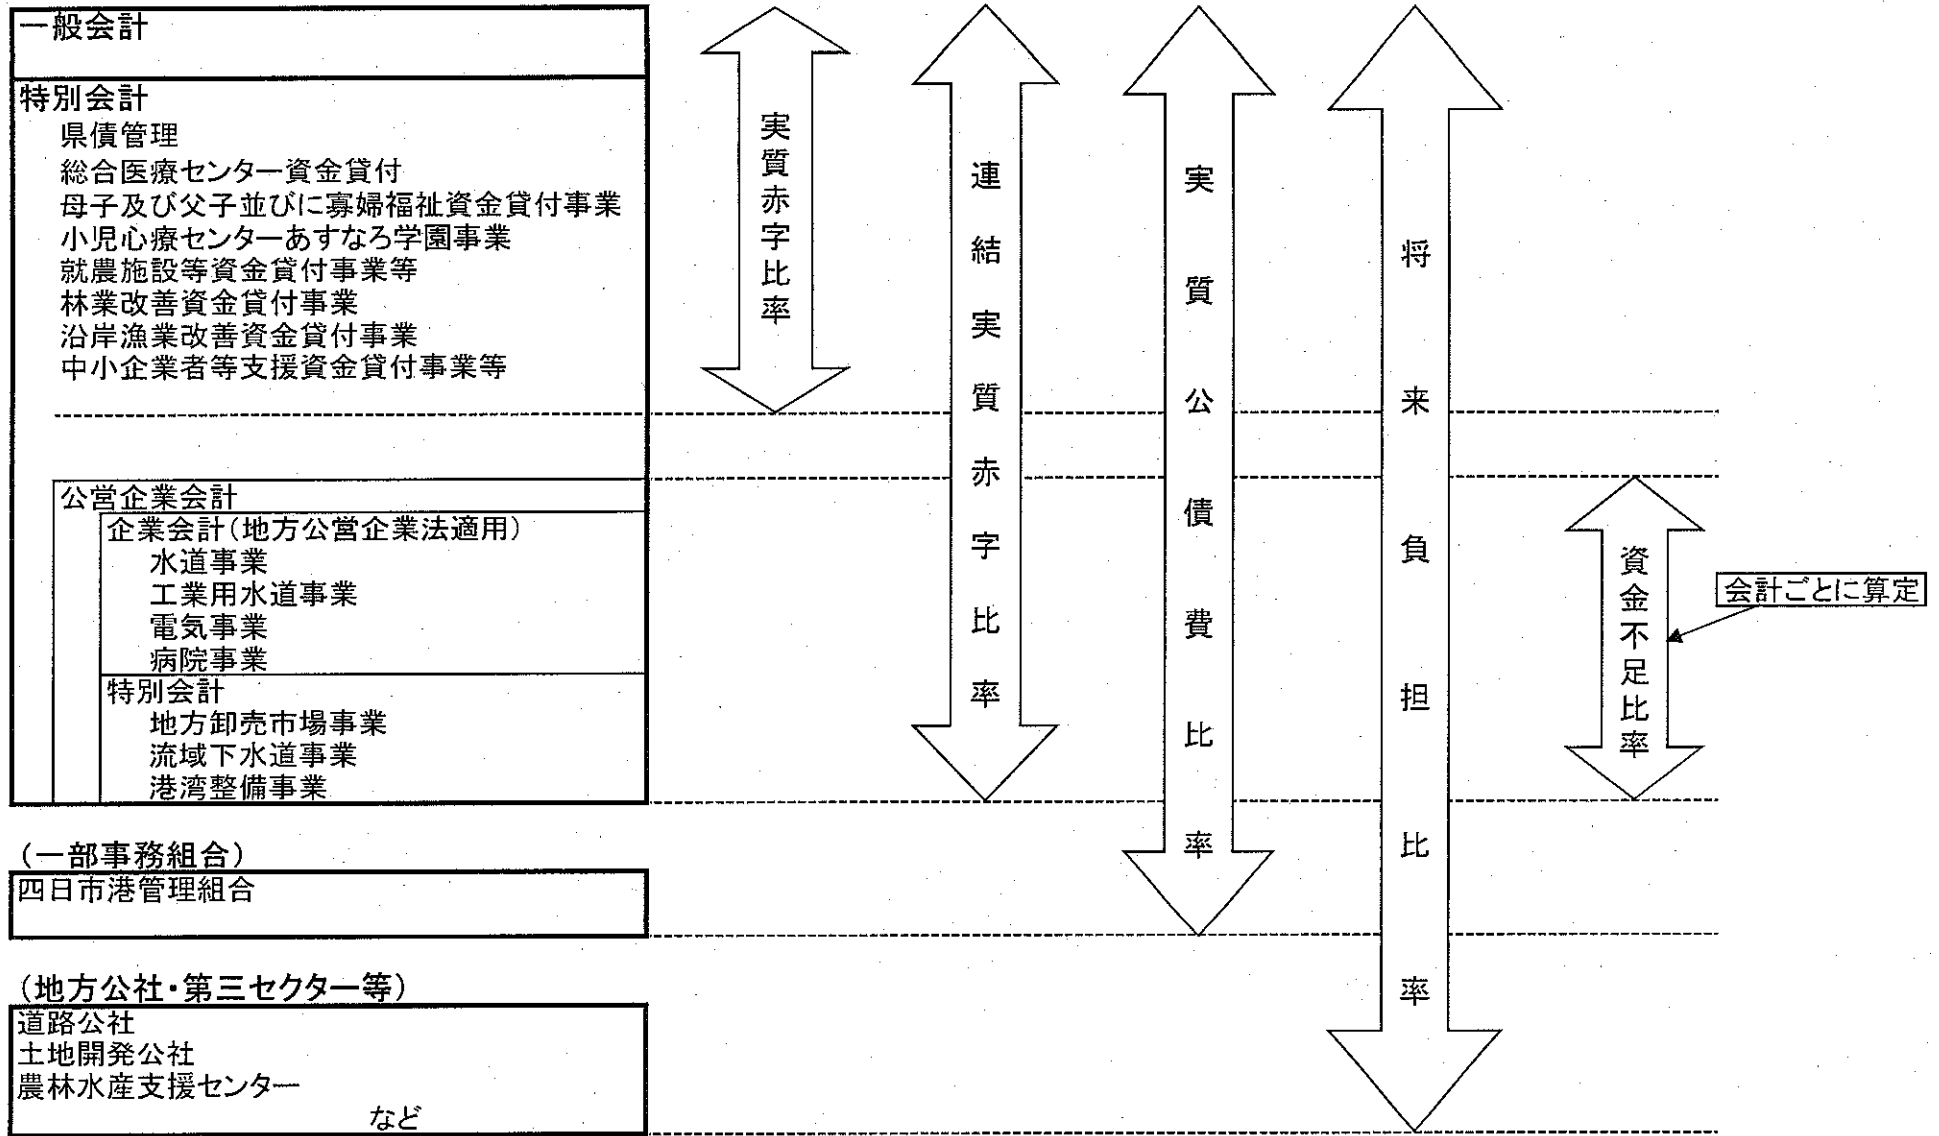 一般会計
特別会計
県債管理
総合医療センター資金貸付
母子及び父子並びに寡婦福祉資金貸付事業
小児心療センターあすなろ学園事業
就農施設等資金貸付事業等
林業改善資金貸付事業
沿岸漁業改善資金貸付事業
中小企業者等支援資金貸付事業等
公営企業会計
企業会計(地方公営企業法適用)
水道事業
工業用水道事業
電気事業
病院事業
特別会計
地方卸売市場事業
流域下水道事業
港湾整備事業
(一部事務組合)
四日市港管理組合
(地方公社・第三セクター等)
道路公社
土地開発公社
農林水産支援センター
など
実質赤字比率
連結実質赤字比率
実質公債費比率
将来負担比率
資金不足比率
会計ごとに算定